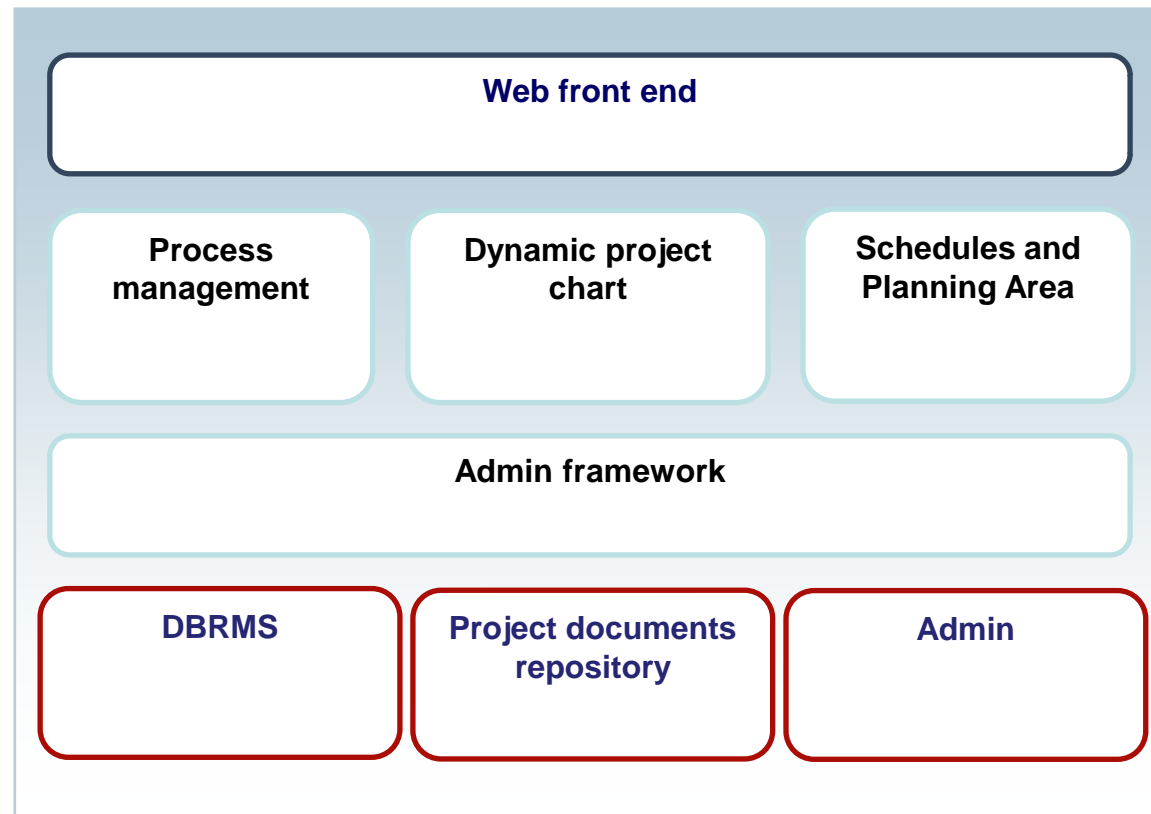 Web front end
Process
management
Dynamic project
chart
Schedules and
Planning Area
Admin framework
DBRMS
Project documents
repository
Admin